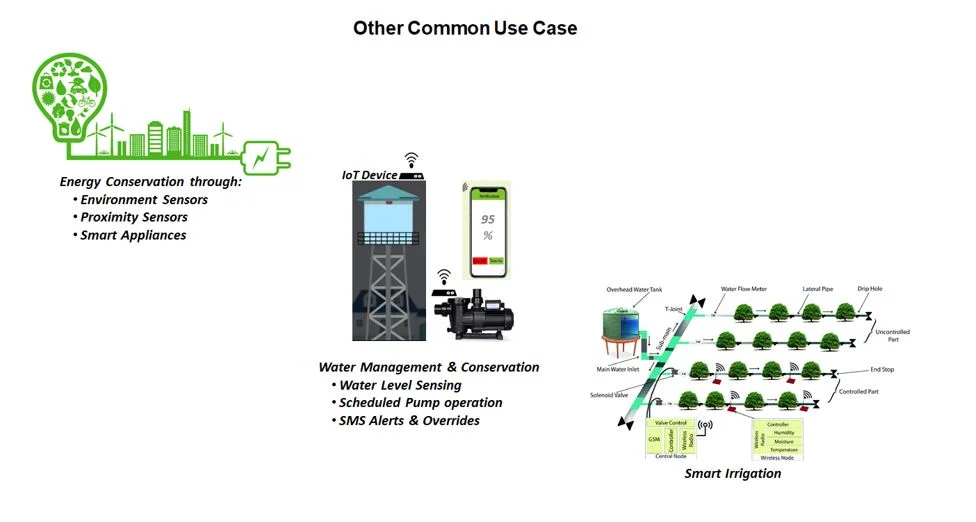 Other Common Use Case
Energy Conservation through:
• Environment Sensors
• Proximity Sensors
• Smart Appliances
IoT Device
95
%
Water Management & Conservation
• Water Level Sensing
• Scheduled Pump operation
• SMS Alerts & Overrides
Overhead Water Tank
T-Joint
Water Flow Meter
Lateral Pipe
Drip Hole
Sub-main
Uncontrolled
Part
Main Water Inlet
End Stop
Solenoid Valve
Controlled Part
Valve Control
GSM
Controller
Wireless
Radio
Central Node
Controller
Wireless
Radio
Humidity
Moisture
Temperature
Wireless Node
Smart Irrigation